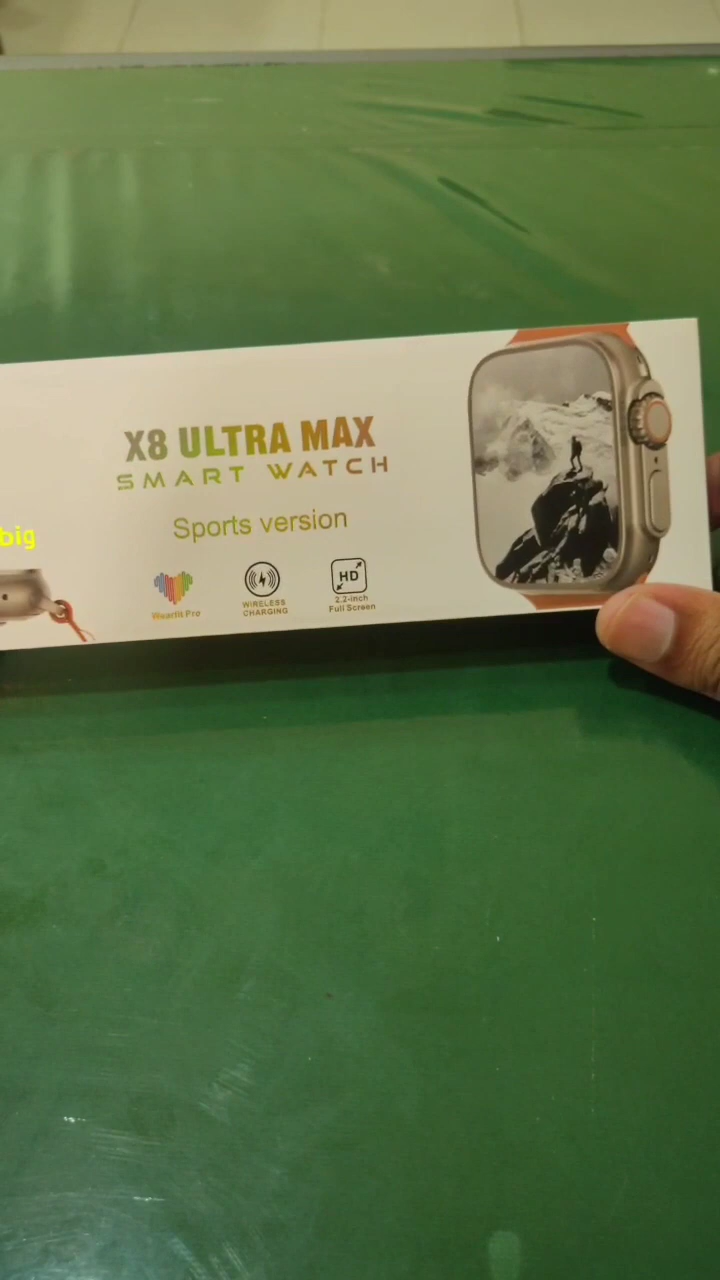 X8 ULTRA MAX
SMART WATCH
Sports version
big
Wearfit Pro
WIRELESS
CHARGING
HD
2.2-inch
Full Screen